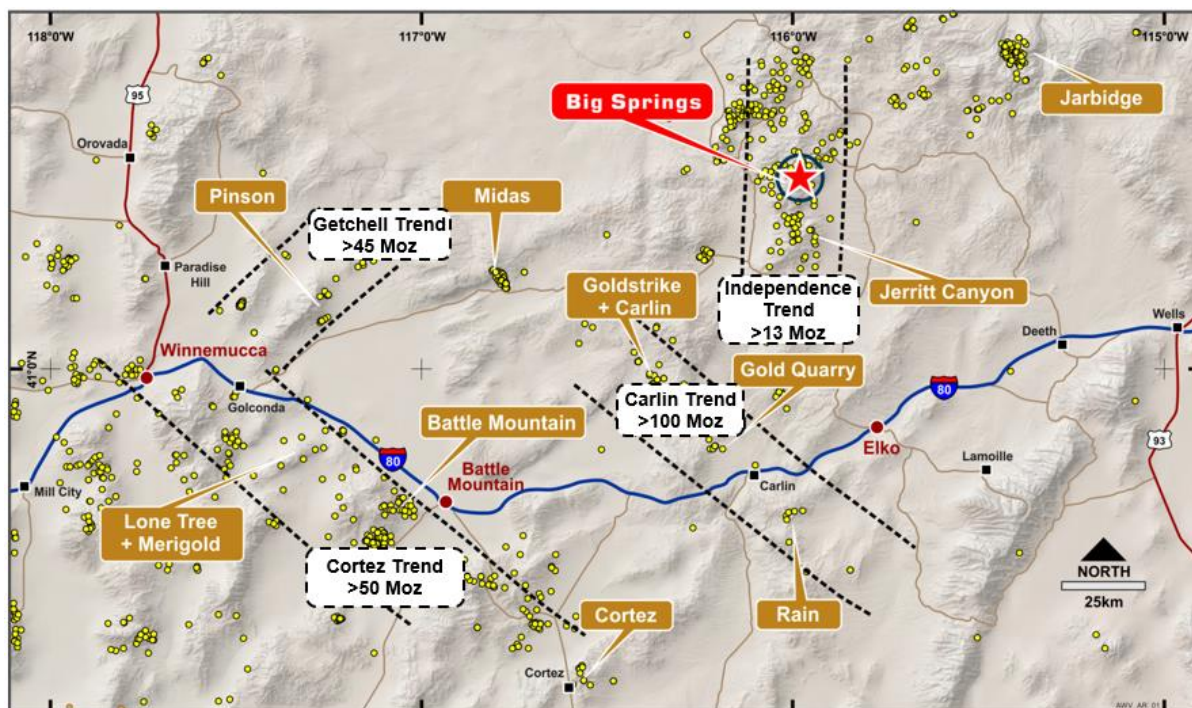 118°0'W
117°0'W
116°0'W
115°0'W
95
Orovada
Big Springs
Jarbidge
Pinson
Getchell Trend
>45 Moz
Midas
Paradise
Hill
Goldstrike
+ Carlin
Independence
Trend
>13 Moz
Jerritt Canyon
Wells
Deeth
41°0'N
Winnemucca
Golconda
Gold Quarry
80
Carlin Trend
>100 Moz
Battle Mountain
Elko
93
80
Battle
Mountain
Lamoille
Carlin
Mill City
Lone Tree
+ Merigold
Cortez Trend
>50 Moz
NORTH
25km
Cortez
Rain
Cortez
AWV_AR_01